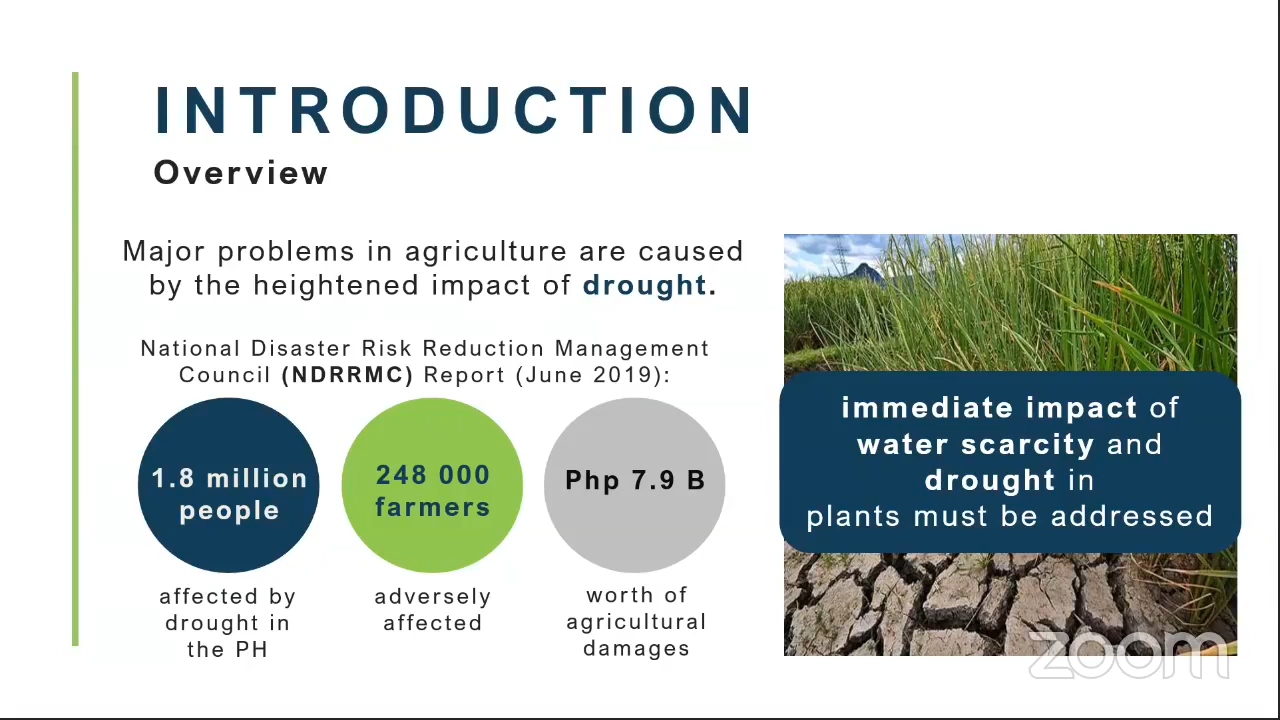 INTRODUCTION
Overview
Major problems in agriculture are caused
by the heightened impact of drought.
National Disaster Risk Reduction Management
Council (NDRRMC) Report (June 2019):
1.8 million
people
affected by
drought in
the PH
248 000
farmers
adversely
affected
Php 7.9 B
worth of
agricultural
damages
immediate impact of
water scarcity and
drought in
plants must be addressed
zoom